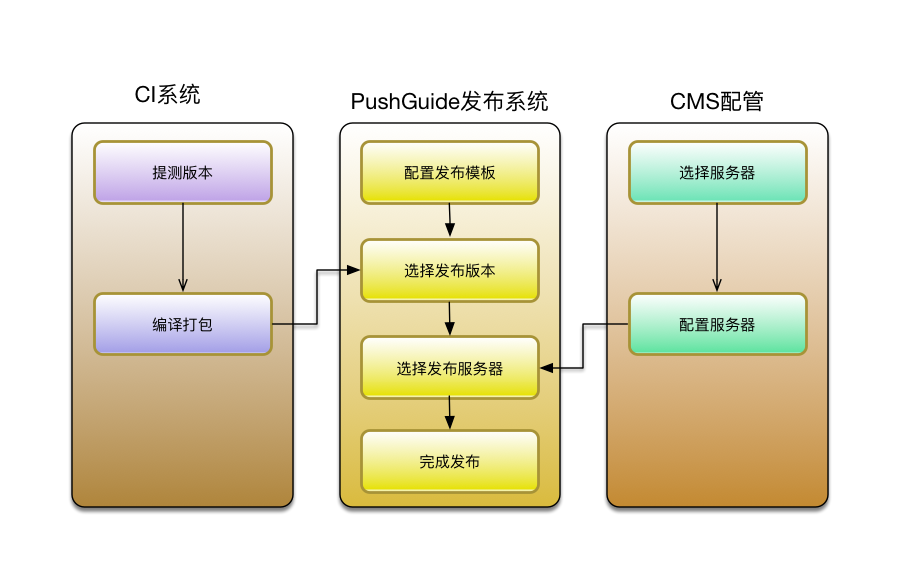 CI系统
PushGuide发布系统
CMS配管
提测版本
配置发布模板
选择服务器
选择发布版本
编译打包
配置服务器
选择发布服务器
完成发布